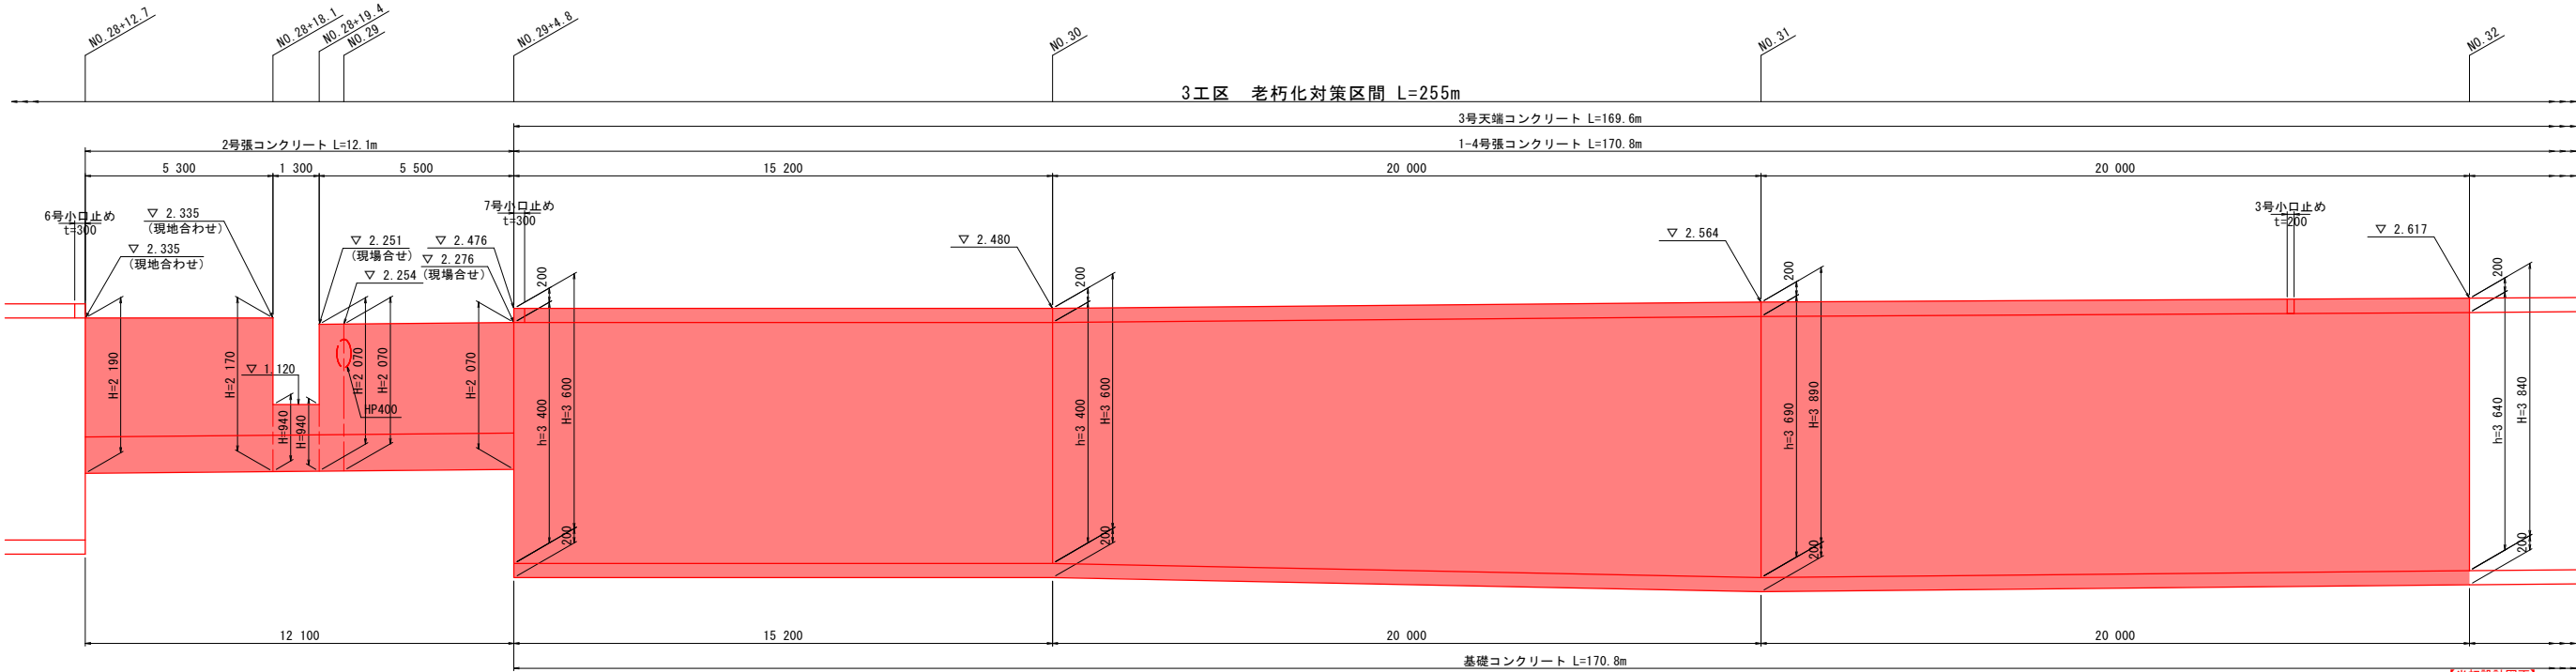 NO.28+12.7
NO.28+18.1
NO.28+19.4
NO.29
NO.29+4.8
NO.30
NO.31
NO.32
3工区　老朽化対策区間 L=255m
3号天端コンクリート L=169.6m
2号張コンクリート L=12.1m
1-4号張コンクリート L=170.8m
5 300
1 300
5 500
15 200
20 000
20 000
6号小口止め
t=300
▽ 2.335
(現地合わせ)
▽ 2.335
(現地合わせ)
▽ 2.251
(現場合せ)
▽ 2.254
▽ 2.476
▽ 2.276
(現場合せ)
7号小口止め
t=300
▽ 2.480
▽ 2.564
3号小口止め
t=200
▽ 2.617
200
200
200
200
H=2 190
H=2 170
▽ 1.120
H=940
H=940
H=2 070
H=2 070
HP400
H=2 070
h=3 400
H=3 600
h=3 400
H=3 600
h=3 690
H=3 890
h=3 640
H=3 840
200
200
200
200
12 100
15 200
20 000
20 000
基礎コンクリート L=170.8m